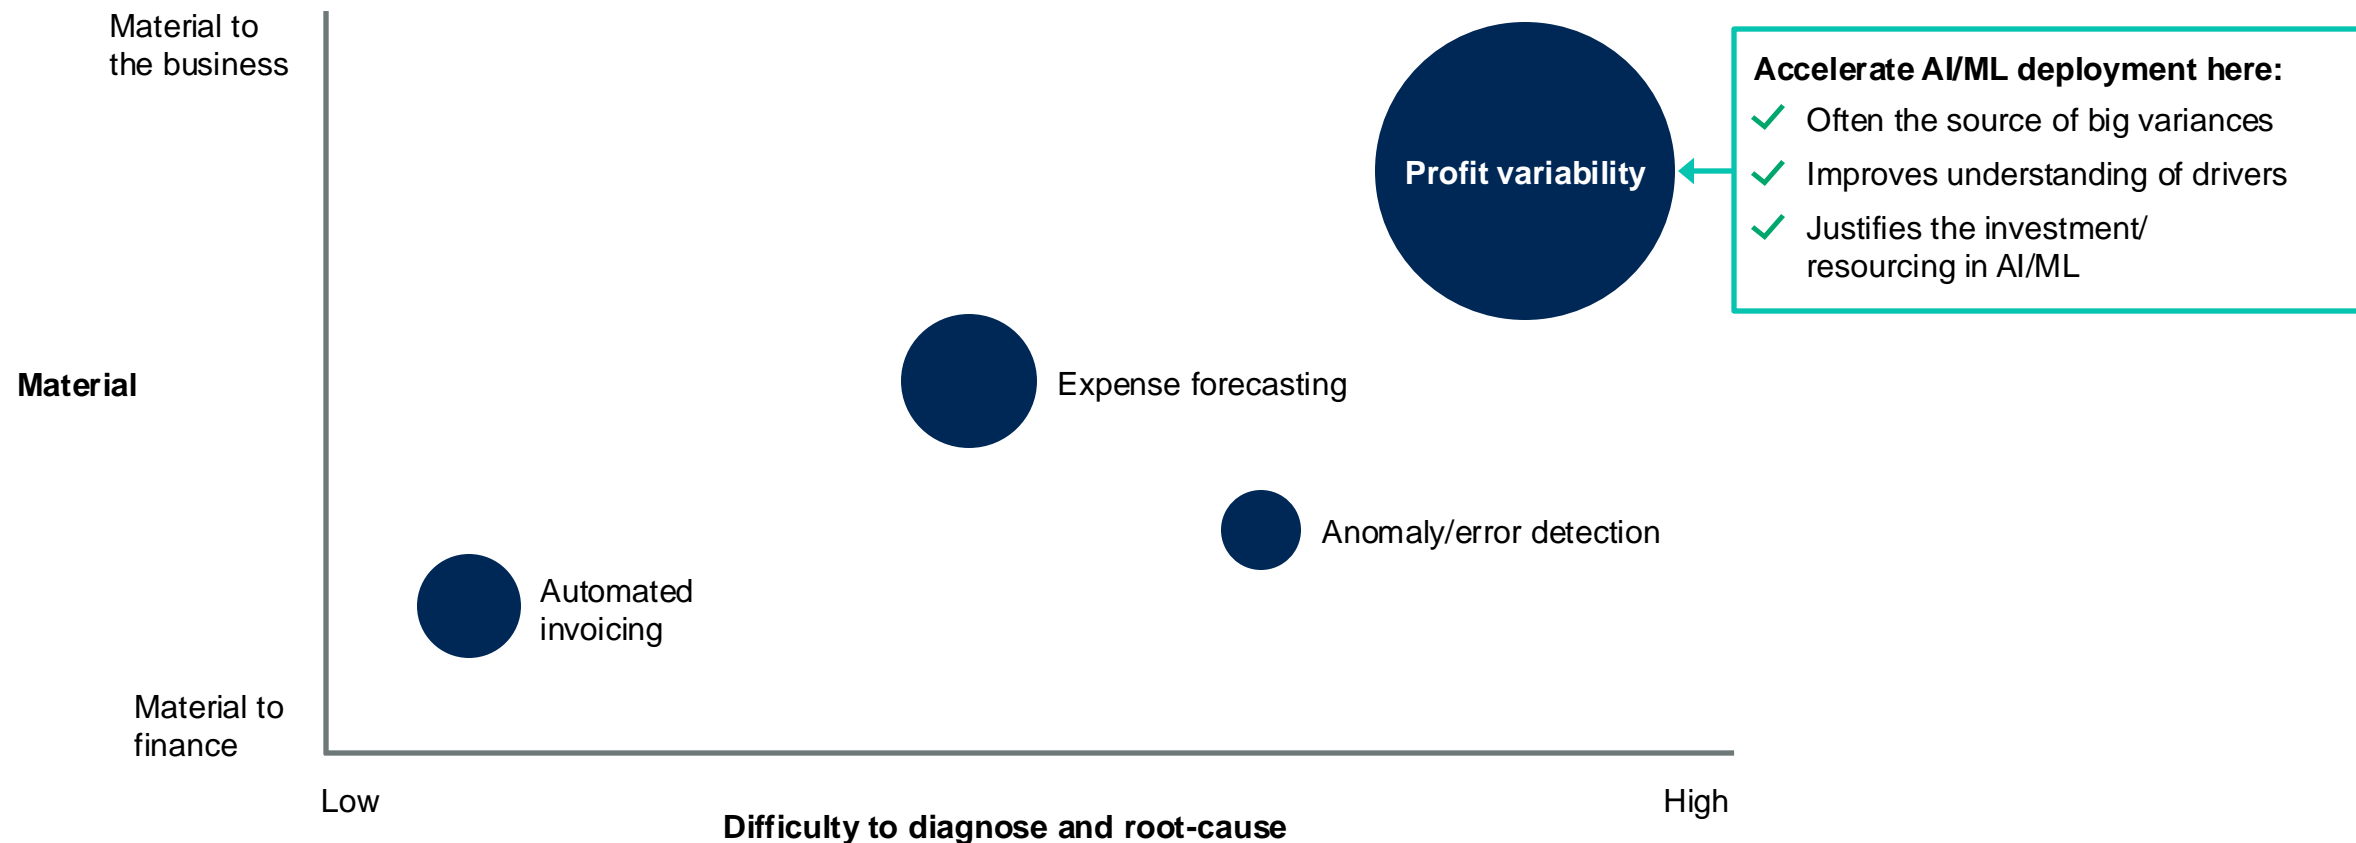 Material to
the business
Accelerate AI/ML deployment here:
Often the source of big variances
Improves understanding of drivers
Justifies the investment/
resourcing in AI/ML
Profit variability
Material
Expense forecasting
Anomaly/error detection
Automated
invoicing
Material to
finance
Low
High
Difficulty to diagnose and root-cause